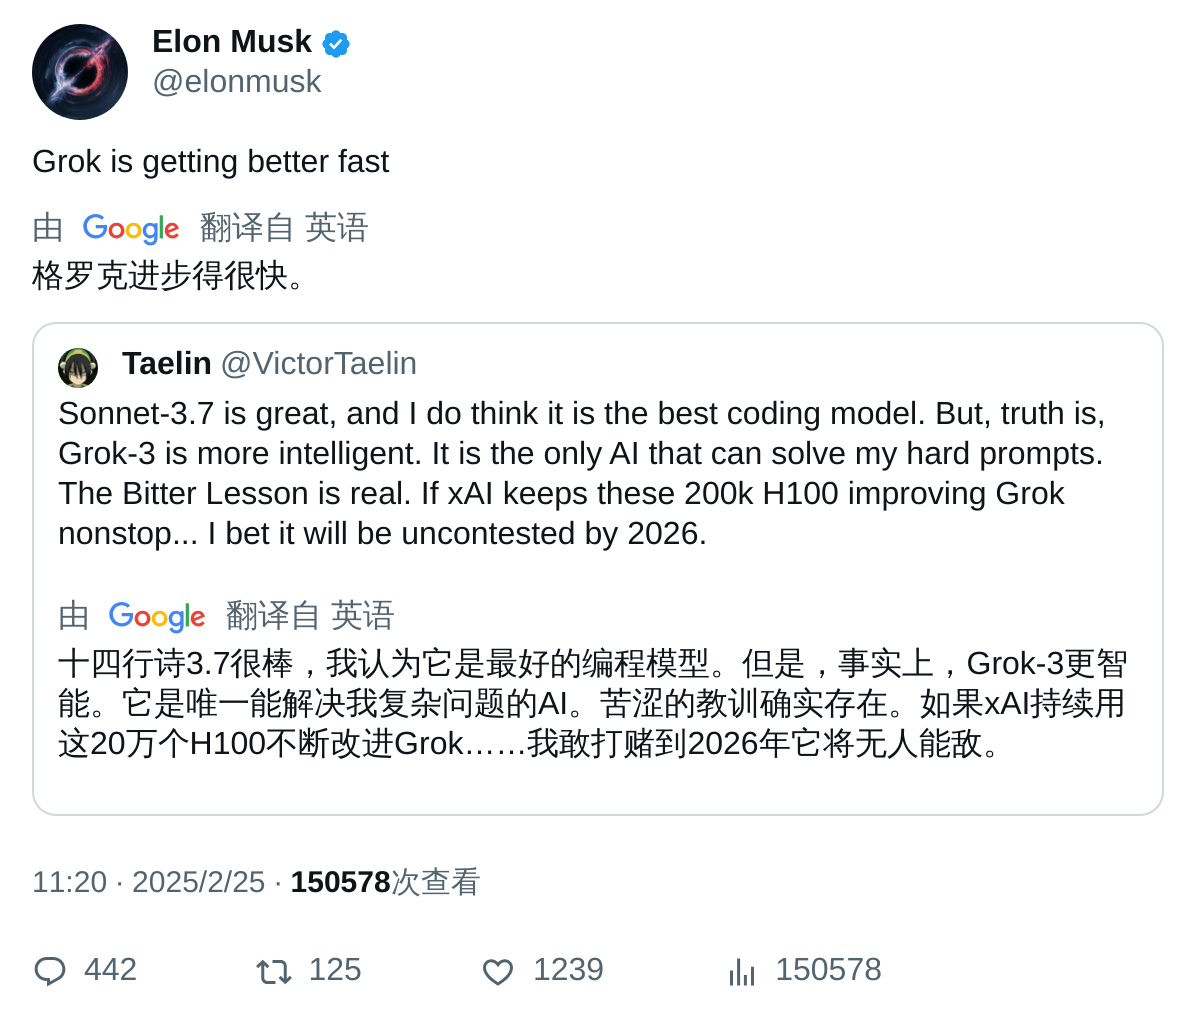 Elon Musk
@elonmusk
Grok is getting better fast
由 Google 翻译自 英语
格罗克进步得很快。
Taelin @VictorTaelin
Sonnet-3.7 is great, and I do think it is the best coding model. But, truth is,
Grok-3 is more intelligent. It is the only AI that can solve my hard prompts.
The Bitter Lesson is real. If xAI keeps these 200k H100 improving Grok
nonstop... I bet it will be uncontested by 2026.
由 Google 翻译自 英语
十四行诗3.7很棒，我认为它是最好的编程模型。但是，事实上，Grok-3更智
能。它是唯一能解决我复杂问题的AI。苦涩的教训确实存在。如果xAI持续用
这20万个H100不断改进Grok……我敢打赌到2026年它将无人能敌。
11:20 · 2025/2/25 · 150578次查看
442 125 1239 150578